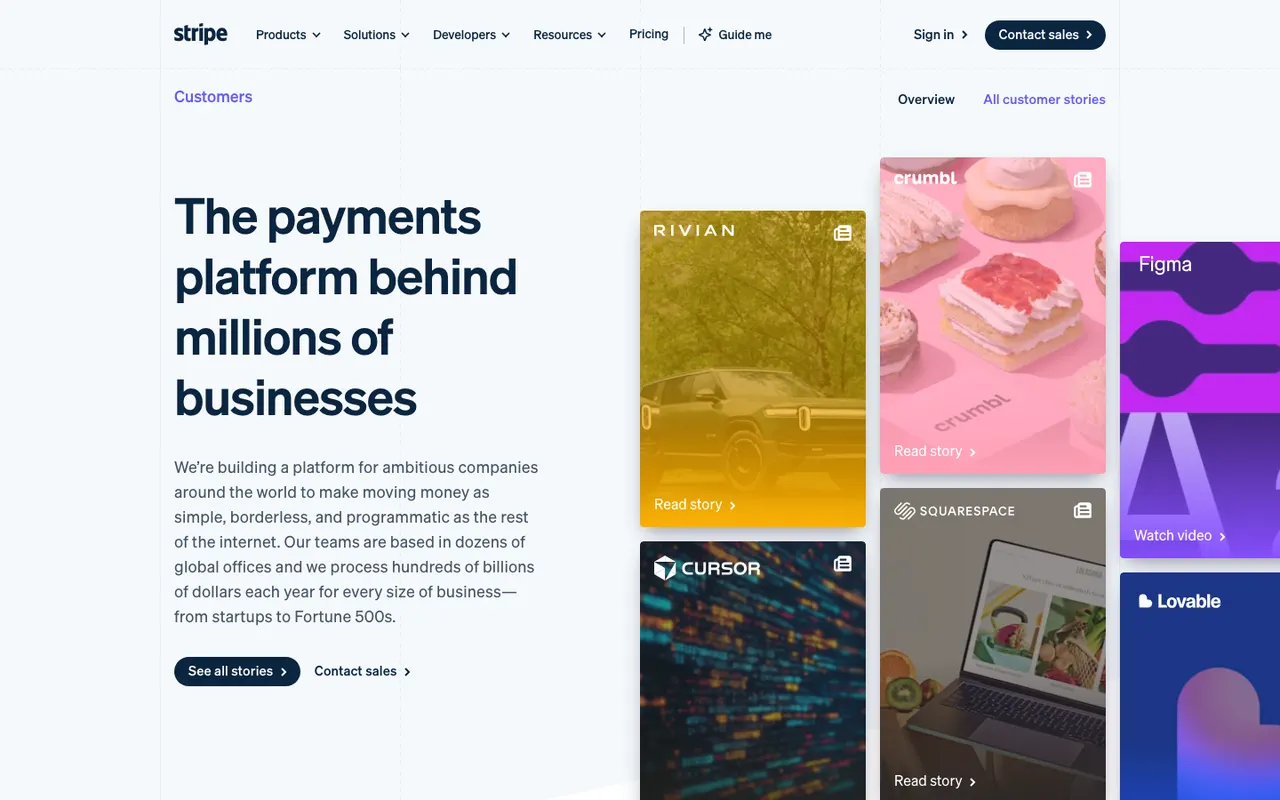 stripe
Products
Solutions
Developers
Resources
Pricing
Guide me
Sign in
Contact sales
Customers
Overview
All customer stories
The payments
platform behind
millions of
businesses
We’re building a platform for ambitious companies
around the world to make moving money as
simple, borderless, and programmatic as the rest
of the internet. Our teams are based in dozens of
global offices and we process hundreds of billions
of dollars each year for every size of business—
from startups to Fortune 500s.
See all stories
Contact sales
RIVIAN
Read story
CURSOR
crumbl
crumbl
Read story
SQUARESPACE
Read story
Figma
Watch video
Lovable